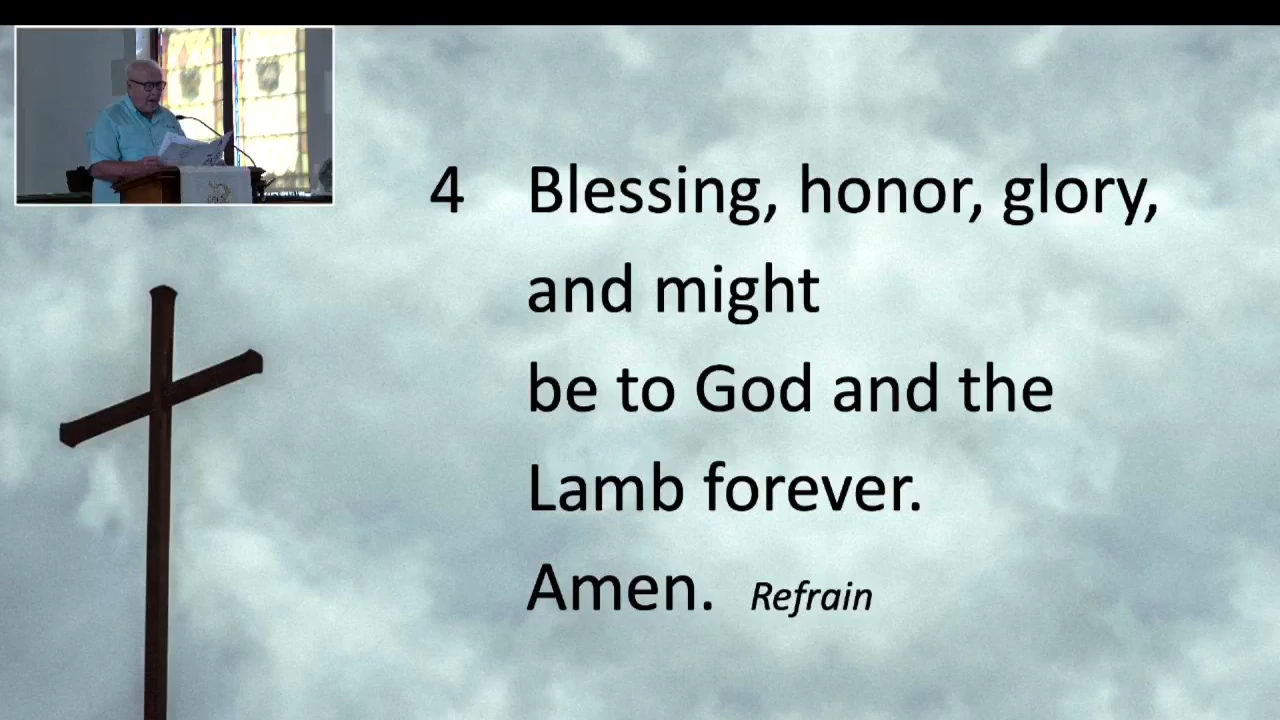 4 Blessing, honor, glory,
and might
be to God and the
Lamb forever.
Amen. Refrain